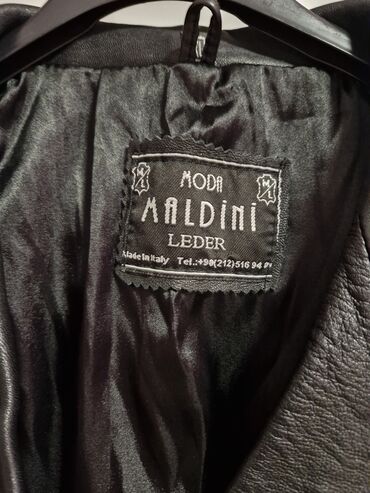 MODA
MALDiNi
LEDER
Made in Italy Tel.:+90(212)516 94